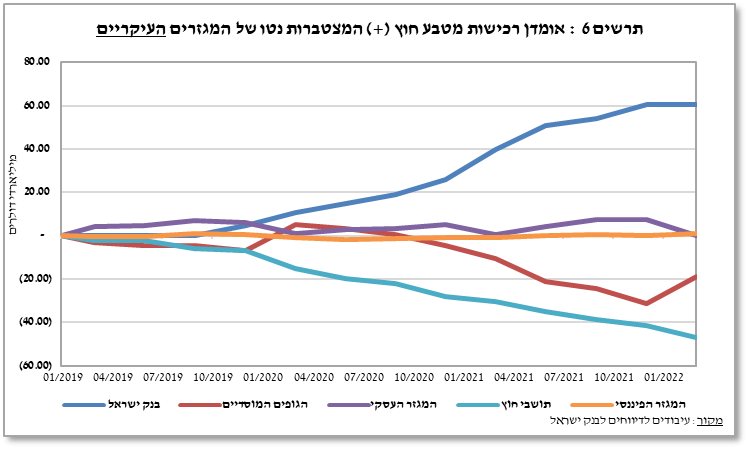 תרשים 6 : אומדן רכישות מטבע חוץ (+) המצטברות נטו של המגזרים העיקריים
מיליארדי דולרים
80.00
60.00
40.00
20.00
-
(20.00)
(40.00)
(60.00)
01/2019 04/2019 07/2019 10/2019 01/2020 04/2020 07/2020 10/2020 01/2021 04/2021 07/2021 10/2021 01/2022
בנק ישראל הגופים המוסדיים המגזר העסקי תושבי חוץ המגזר הפיננסי
מקור : עיבודים לדיווחים לבנק ישראל